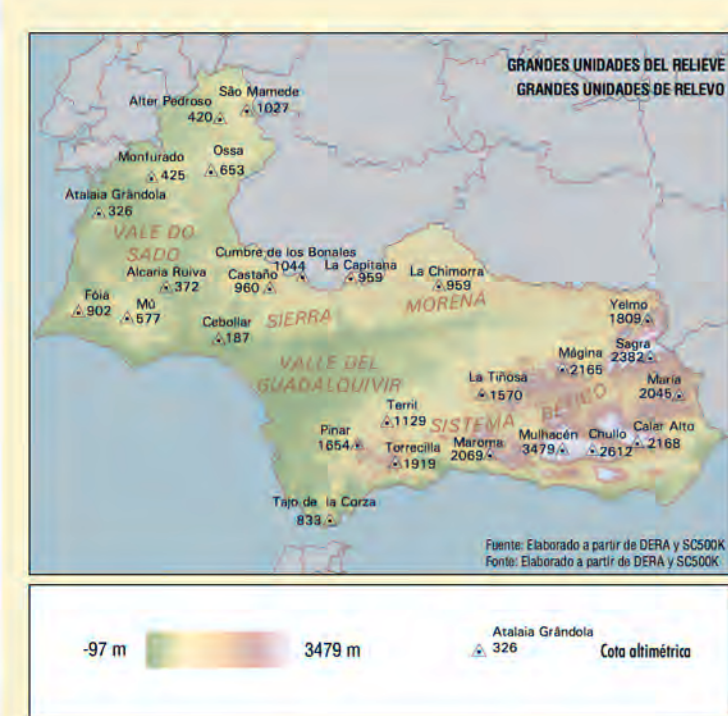 GRANDES UNIDADES DEL RELIEVE
GRANDES UNIDADES DE RELEVO
São Mamede
1027
Alter Pedroso
420
Ossa
653
Monfurado
425
Atalaia Grândola
326
VALE DO
SADO
Cumbre de los Bonales
1044
La Capitana
959
Alcaria Ruiva
372
Castaño
960
La Chimorra
959
Fóia
902
Mú
577
Cebollar
187
SIERRA
MORENA
Yelmo
1809
Sagra
2382
Mágina
2165
VALLE DEL
GUADALQUIVIR
La Tiñosa
1570
María
2045
Terril
1129
SISTEMA
BÉTICO
Pinar
1654
Torrecilla
1919
Maroma
2069
Mulhacén
3479
Chullo
2612
Calar Alto
2168
Tajo de la Corza
833
Fuente: Elaborado a partir de DERA y SC500K
Fonte: Elaborado a partir de DERA y SC500K
-97 m
3479 m
Atalaia Grândola
326
Cota altimétrica